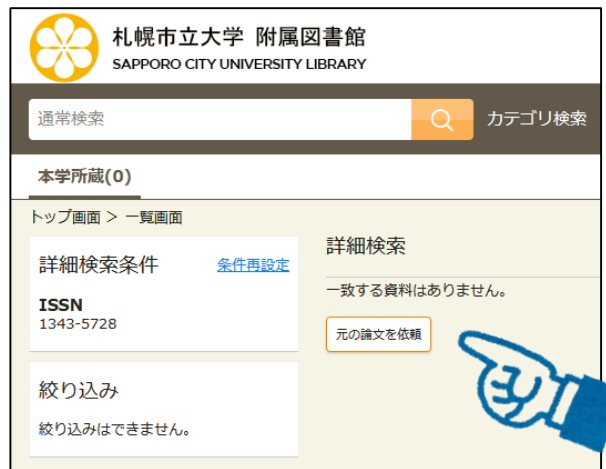 札幌市立大学 附属図書館
SAPPORO CITY UNIVERSITY LIBRARY
通常検索
カテゴリ検索
本学所蔵(0)
トップ画面 > 一覧画面
詳細検索条件 条件再設定
ISSN
1343-5728
絞り込み
絞り込みはできません。
詳細検索
一致する資料はありません。
元の論文を依頼